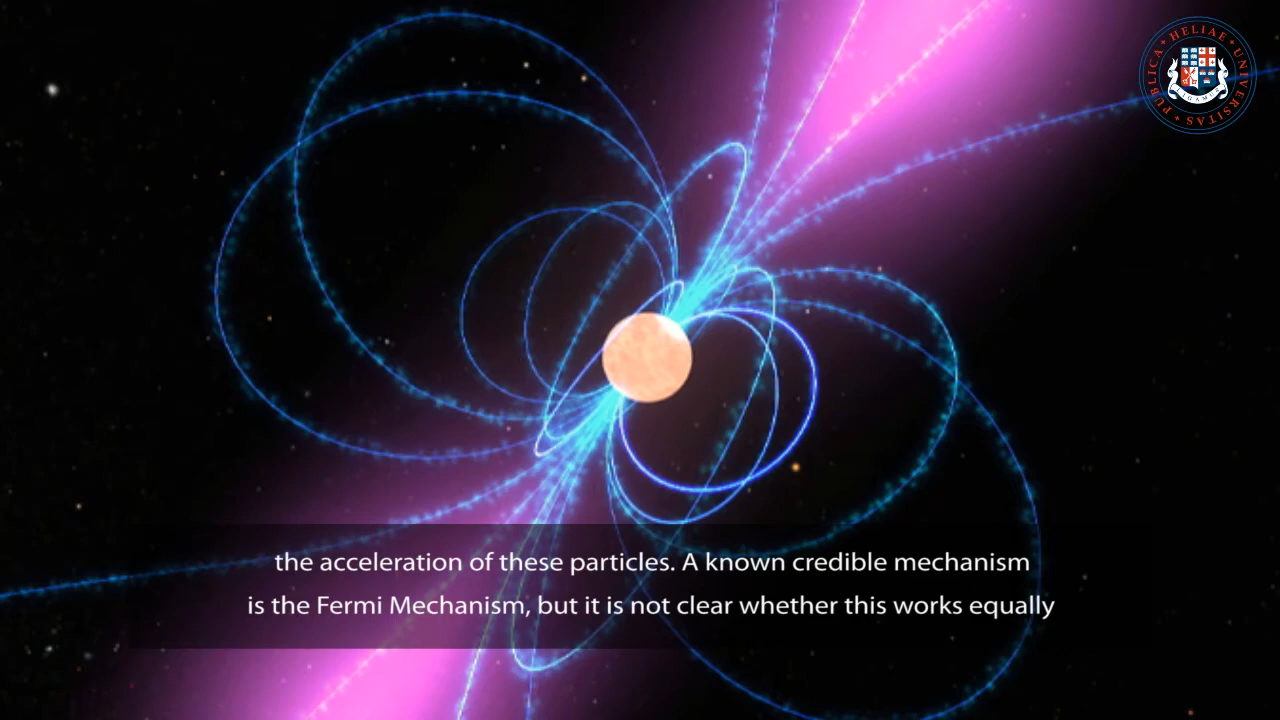 PUBLICA • HELIAE • UNIVERSITAS
the acceleration of these particles. A known credible mechanism
is the Fermi Mechanism, but it is not clear whether this works equally